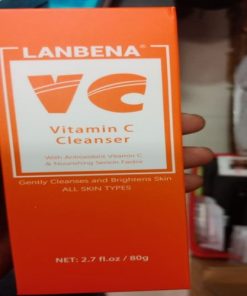 LANBENA®
VC
Vitamin C
Cleanser
With Antioxidant Vitamin C
& Nourishing Sericin Factor
Gently Cleanses and Brightens Skin
ALL SKIN TYPES
NET: 2.7 fl.oz / 80g